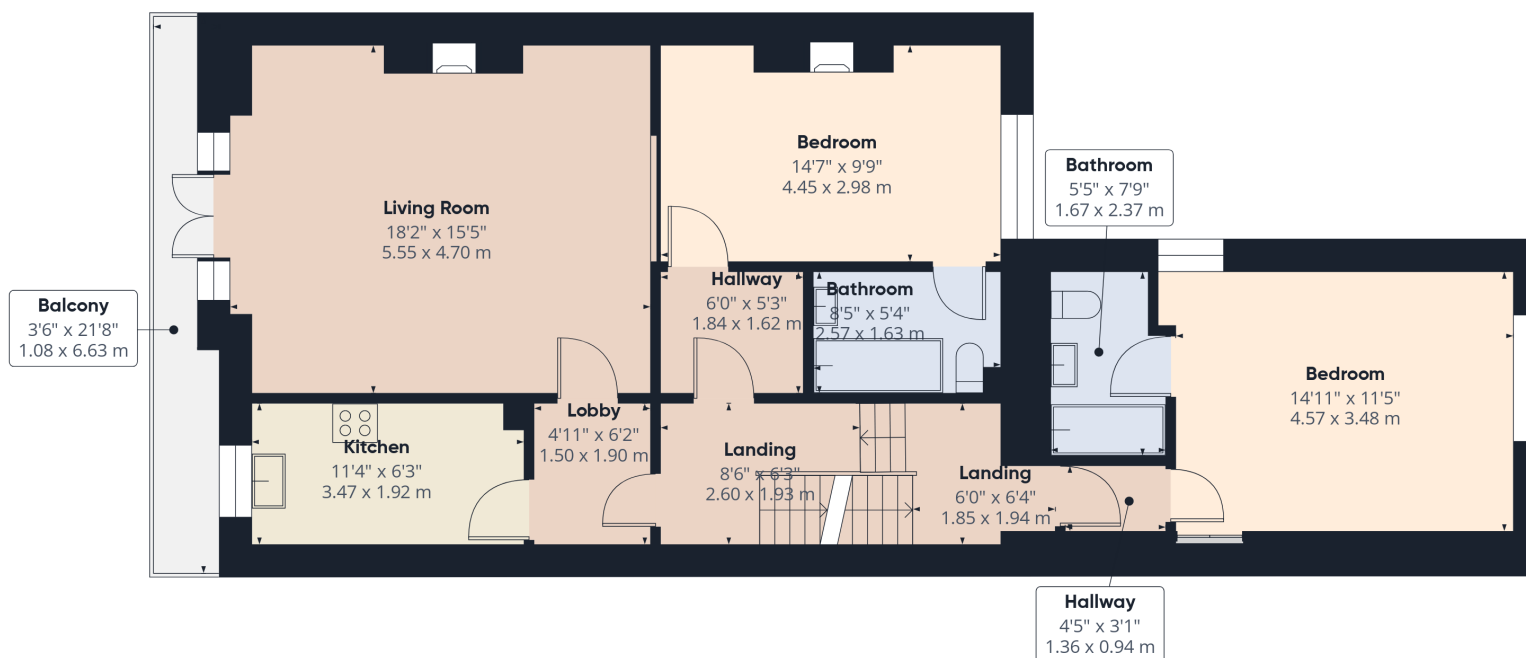 Bedroom
14'7" x 9'9"
4.45 x 2.98 m
Bathroom
5'5" x 7'9"
1.67 x 2.37 m
Living Room
18'2" x 15'5"
5.55 x 4.70 m
Hallway
6'0" x 5'3"
1.84 x 1.62 m
Bathroom
8'5" x 5'4"
2.57 x 1.63 m
Balcony
3'6" x 21'8"
1.08 x 6.63 m
Bedroom
14'11" x 11'5"
4.57 x 3.48 m
Kitchen
11'4" x 6'3"
3.47 x 1.92 m
Lobby
4'11" x 6'2"
1.50 x 1.90 m
Landing
8'6" x 6'3"
2.60 x 1.93 m
Landing
6'0" x 6'4"
1.85 x 1.94 m
Hallway
4'5" x 3'1"
1.36 x 0.94 m